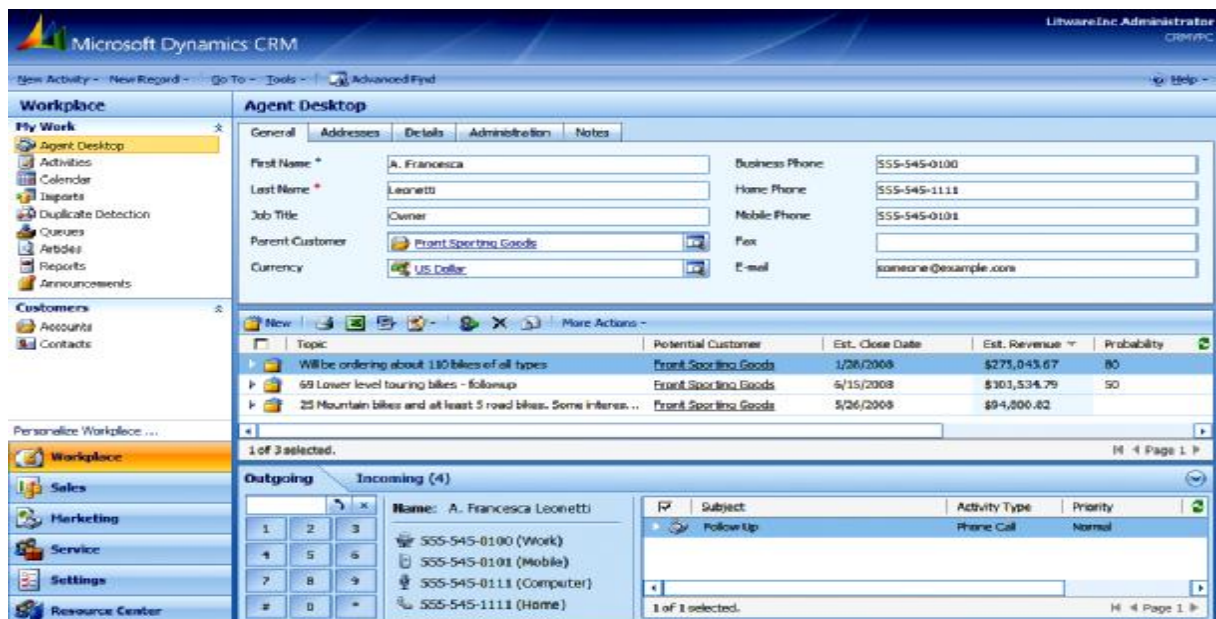 LitwareInc Administrator
Microsoft Dynamics CRM
CRMVPC
New Activity New Record Go To Tools Advanced Find Help
Workplace
My Work
Agent Desktop
Activities
Calendar
Imports
Duplicate Detection
Queues
Articles
Reports
Announcements
Customers
Accounts
Contacts
Personalize Workplace ...
Workplace
Sales
Marketing
Service
Settings
Resource Center
Agent Desktop
General Addresses Details Administration Notes
First Name * A. Francesca Business Phone 555-545-0100
Last Name * Leonetti Home Phone 555-545-1111
Job Title Owner Mobile Phone 555-545-0101
Parent Customer Front Sporting Goods Fax
Currency US Dollar E-mail someone@example.com
New More Actions
Topic Potential Customer Est. Close Date Est. Revenue Probability
Will be ordering about 110 bikes of all types Front Sporting Goods 1/28/2008 $275,043.67 80
69 Lower level touring bikes - followup Front Sporting Goods 6/15/2008 $103,534.79 50
25 Mountain bikes and at least 5 road bikes. Some interes... Front Sporting Goods 5/26/2008 $94,800.82
1 of 3 selected. Page 1
Outgoing Incoming (4)
1 2 3
4 5 6
7 8 9
# 0 *
Name: A. Francesca Leonetti
555-545-0100 (Work)
555-545-0101 (Mobile)
555-545-0111 (Computer)
555-545-1111 (Home)
Subject Activity Type Priority
Follow Up Phone Call Normal
1 of 1 selected. Page 1